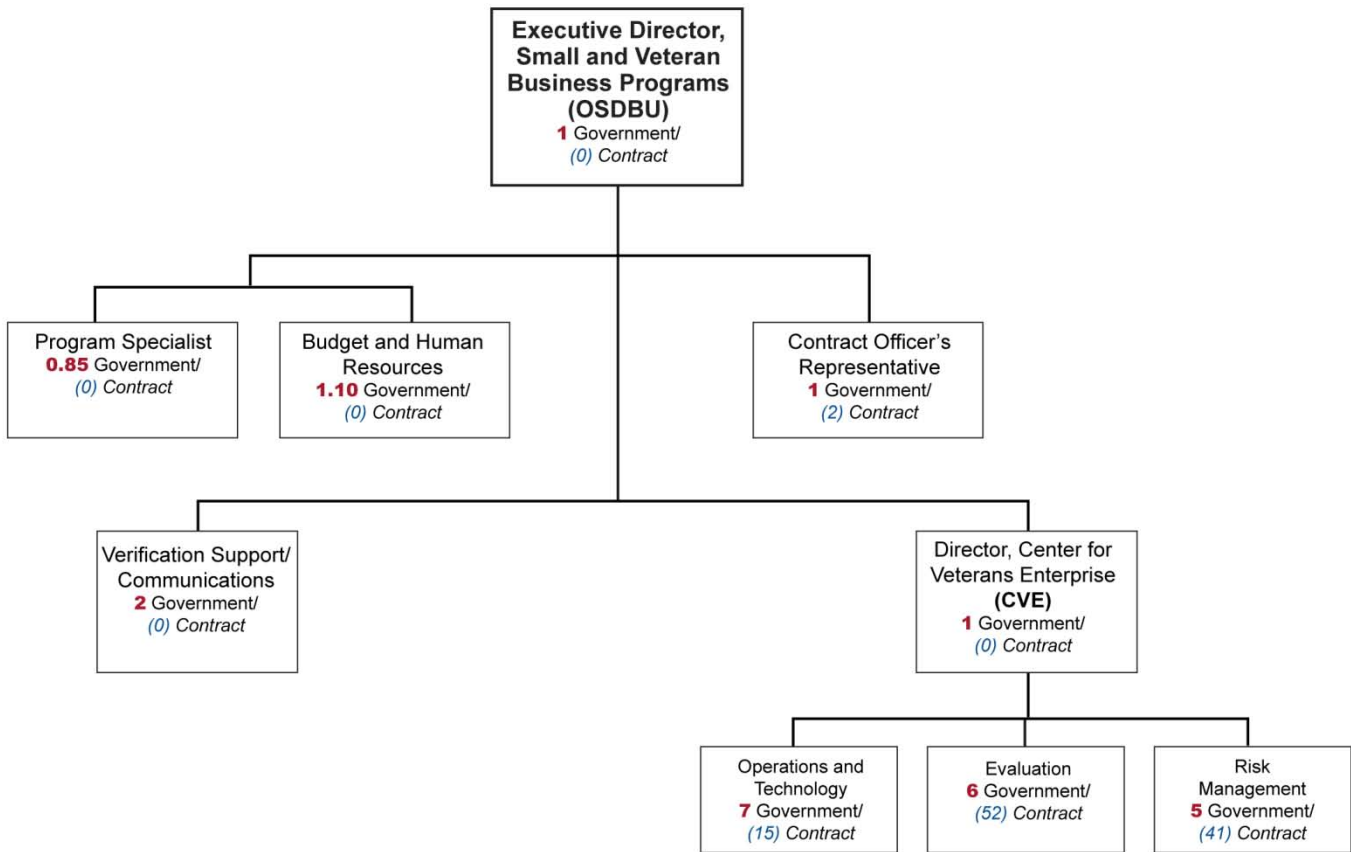 Executive Director,
Small and Veteran
Business Programs
(OSDBU)
1 Government/
(0) Contract
Program Specialist
0.85 Government/
(0) Contract
Budget and Human
Resources
1.10 Government/
(0) Contract
Contract Officer’s
Representative
1 Government/
(2) Contract
Verification Support/
Communications
2 Government/
(0) Contract
Director, Center for
Veterans Enterprise
(CVE)
1 Government/
(0) Contract
Operations and
Technology
7 Government/
(15) Contract
Evaluation
6 Government/
(52) Contract
Risk
Management
5 Government/
(41) Contract